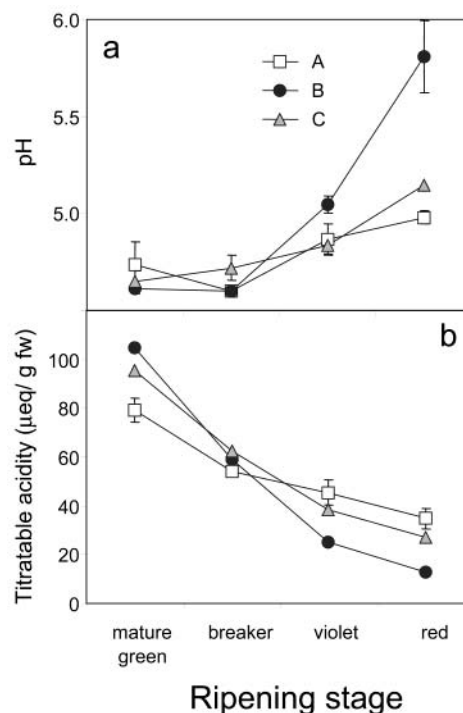 a
6.0
5.5
5.0
pH
A
B
C
b
100
80
60
40
20
0
Titratable acidity (µeq/ g fw)
mature green
breaker
violet
red
Ripening stage